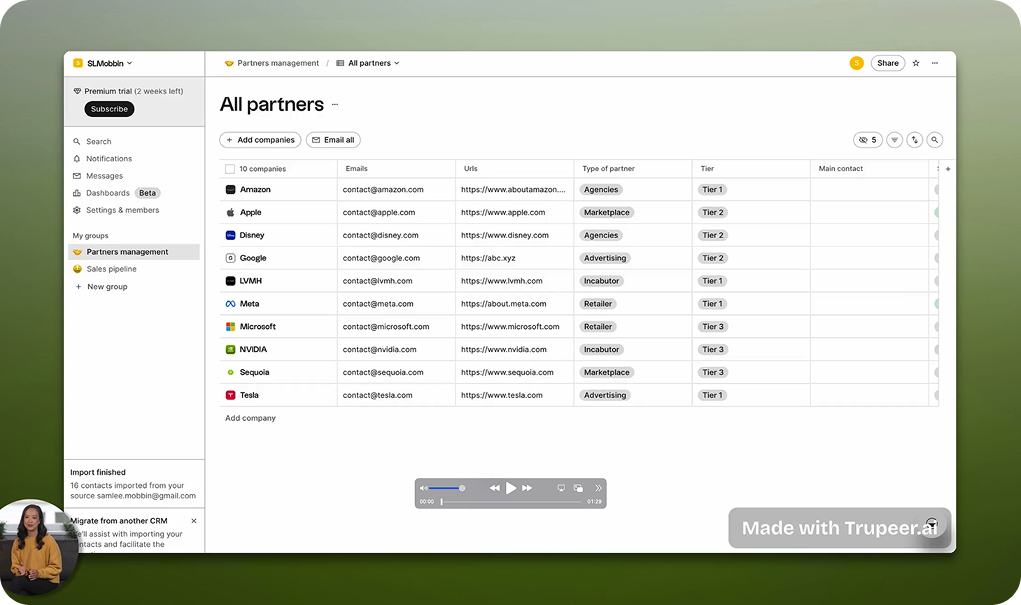 SLMobbin
Partners management / All partners
S
Share
Premium trial (2 weeks left)
Subscribe
Search
Notifications
Messages
Dashboards Beta
Settings & members
My groups
Partners management
Sales pipeline
+ New group
Import finished
16 contacts imported from your
source samlee.mobbin@gmail.com
Migrate from another CRM
We'll assist with importing your
contacts and facilitate the
All partners
+ Add companies
Email all
5
10 companies Emails Urls Type of partner Tier Main contact
Amazon contact@amazon.com https://www.aboutamazon.... Agencies Tier 1
Apple contact@apple.com https://www.apple.com Marketplace Tier 2
Disney contact@disney.com https://www.disney.com Agencies Tier 2
Google contact@google.com https://abc.xyz Advertising Tier 2
LVMH contact@lvmh.com https://www.lvmh.com Incabutor Tier 1
Meta contact@meta.com https://about.meta.com Retailer Tier 1
Microsoft contact@microsoft.com https://www.microsoft.com Retailer Tier 3
NVIDIA contact@nvidia.com https://www.nvidia.com Incabutor Tier 3
Sequoia contact@sequoia.com https://www.sequoia.com Marketplace Tier 3
Tesla contact@tesla.com https://www.tesla.com Advertising Tier 1
Add company
00:00
01:29
Made with Trupeer.ai